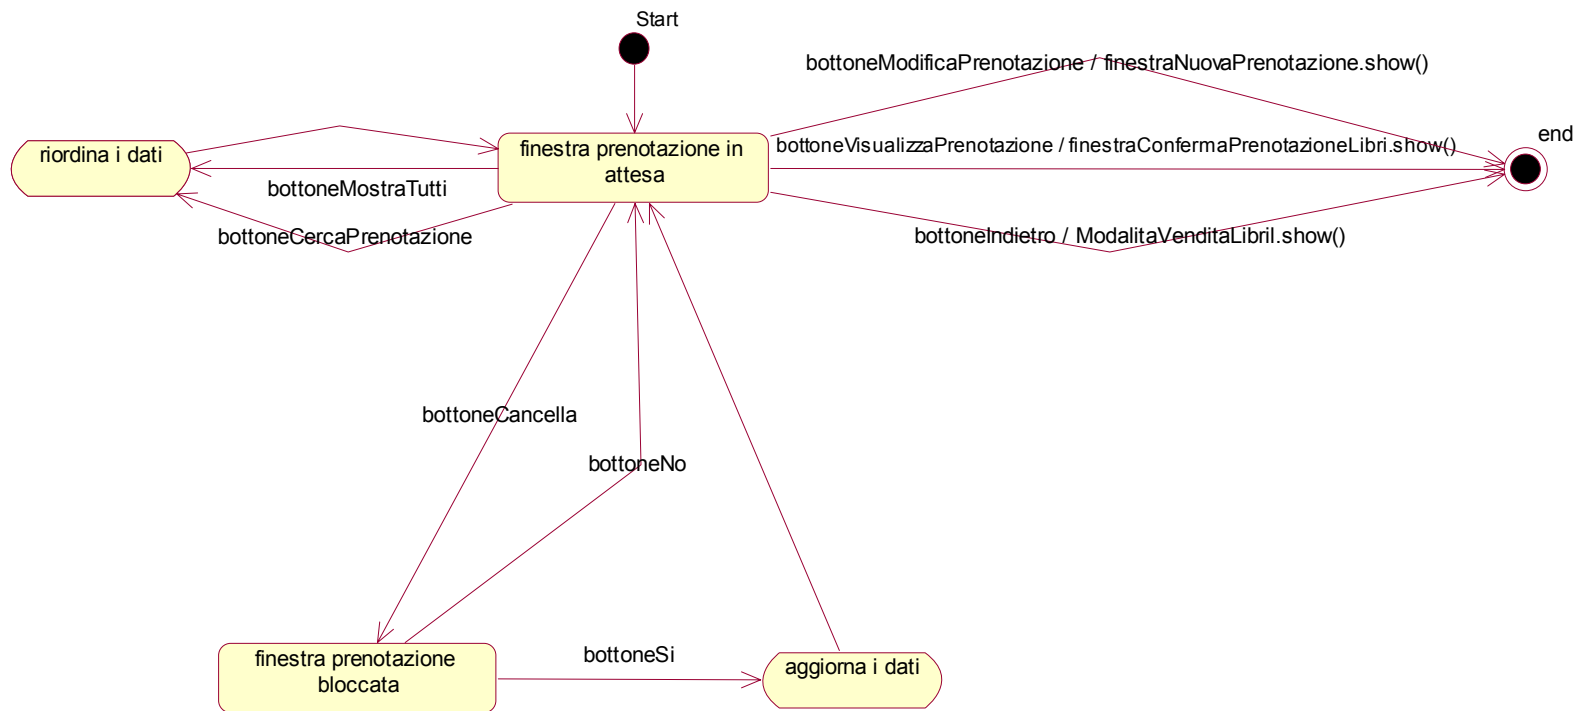 Start
bottoneModificaPrenotazione / finestraNuovaPrenotazione.show()
end
riordina i dati
finestra prenotazione in
attesa
bottoneVisualizzaPrenotazione / finestraConfermaPrenotazioneLibri.show()
bottoneMostraTutti
bottoneCercaPrenotazione
bottoneIndietro / ModalitaVenditaLibriI.show()
bottoneCancella
bottoneNo
finestra prenotazione
bloccata
bottoneSi
aggiorna i dati